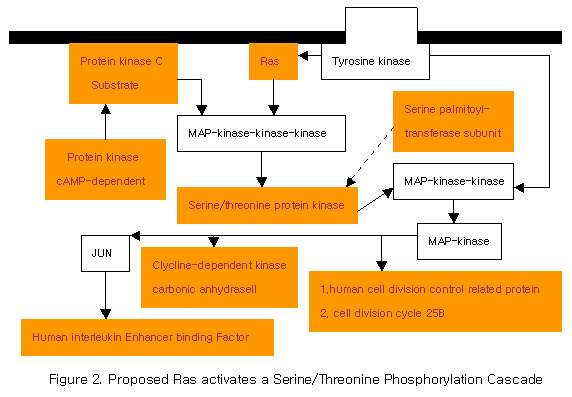 Protein kinase C
Substrate
Ras
Tyrosine kinase
Serine palmitoyl-
transferase subunit
MAP-kinase-kinase-kinase
Protein kinase
cAMP-dependent
MAP-kinase-kinase
Serine/threonine protein kinase
MAP-kinase
JUN
Clycline-dependent kinase
carbonic anhydrasell
1,human cell division control related protein
2, cell division cycle 25B
Human interleukin Enhancer binding Factor
Figure 2. Proposed Ras activates a Serine/Threonine Phosphorylation Cascade